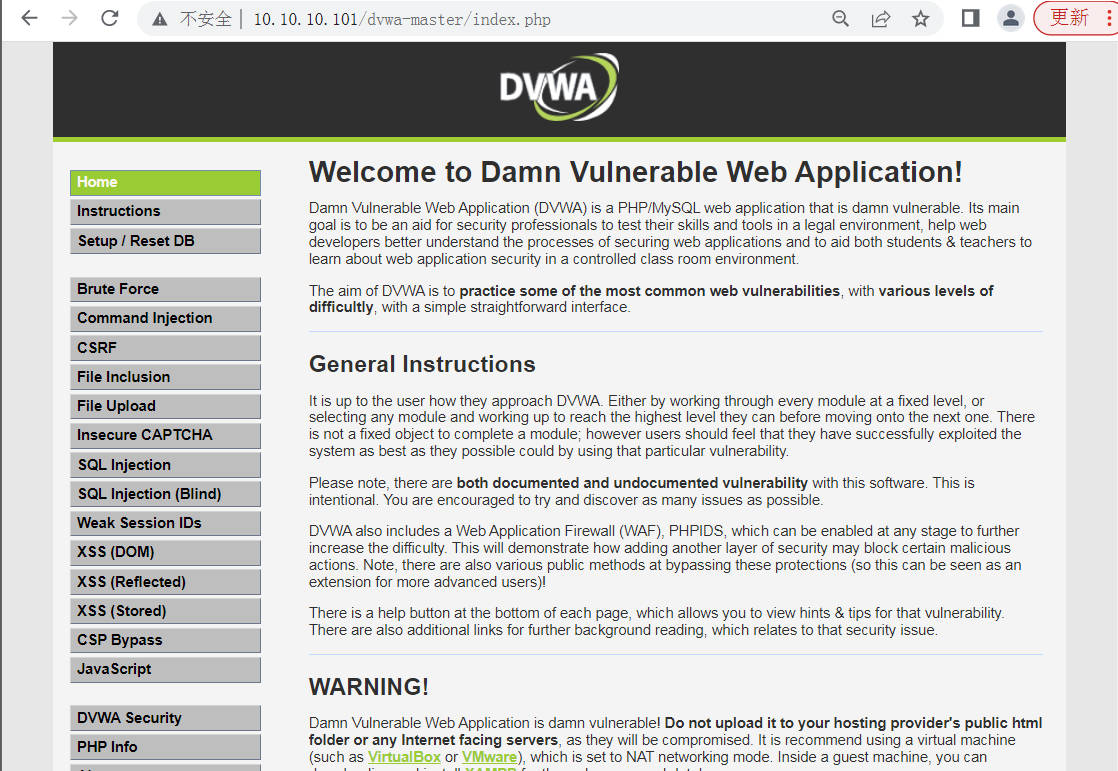 不安全 | 10.10.10.101/dvwa-master/index.php
更新
DVWA
Home
Instructions
Setup / Reset DB
Brute Force
Command Injection
CSRF
File Inclusion
File Upload
Insecure CAPTCHA
SQL Injection
SQL Injection (Blind)
Weak Session IDs
XSS (DOM)
XSS (Reflected)
XSS (Stored)
CSP Bypass
JavaScript
DVWA Security
PHP Info
Welcome to Damn Vulnerable Web Application!
Damn Vulnerable Web Application (DVWA) is a PHP/MySQL web application that is damn vulnerable. Its main
goal is to be an aid for security professionals to test their skills and tools in a legal environment, help web
developers better understand the processes of securing web applications and to aid both students & teachers to
learn about web application security in a controlled class room environment.
The aim of DVWA is to practice some of the most common web vulnerabilities, with various levels of
difficultly, with a simple straightforward interface.
General Instructions
It is up to the user how they approach DVWA. Either by working through every module at a fixed level, or
selecting any module and working up to reach the highest level they can before moving onto the next one. There
is not a fixed object to complete a module; however users should feel that they have successfully exploited the
system as best as they possible could by using that particular vulnerability.
Please note, there are both documented and undocumented vulnerability with this software. This is
intentional. You are encouraged to try and discover as many issues as possible.
DVWA also includes a Web Application Firewall (WAF), PHPIDS, which can be enabled at any stage to further
increase the difficulty. This will demonstrate how adding another layer of security may block certain malicious
actions. Note, there are also various public methods at bypassing these protections (so this can be seen as an
extension for more advanced users)!
There is a help button at the bottom of each page, which allows you to view hints & tips for that vulnerability.
There are also additional links for further background reading, which relates to that security issue.
WARNING!
Damn Vulnerable Web Application is damn vulnerable! Do not upload it to your hosting provider's public html
folder or any Internet facing servers, as they will be compromised. It is recommend using a virtual machine
(such as VirtualBox or VMware), which is set to NAT networking mode. Inside a guest machine, you can